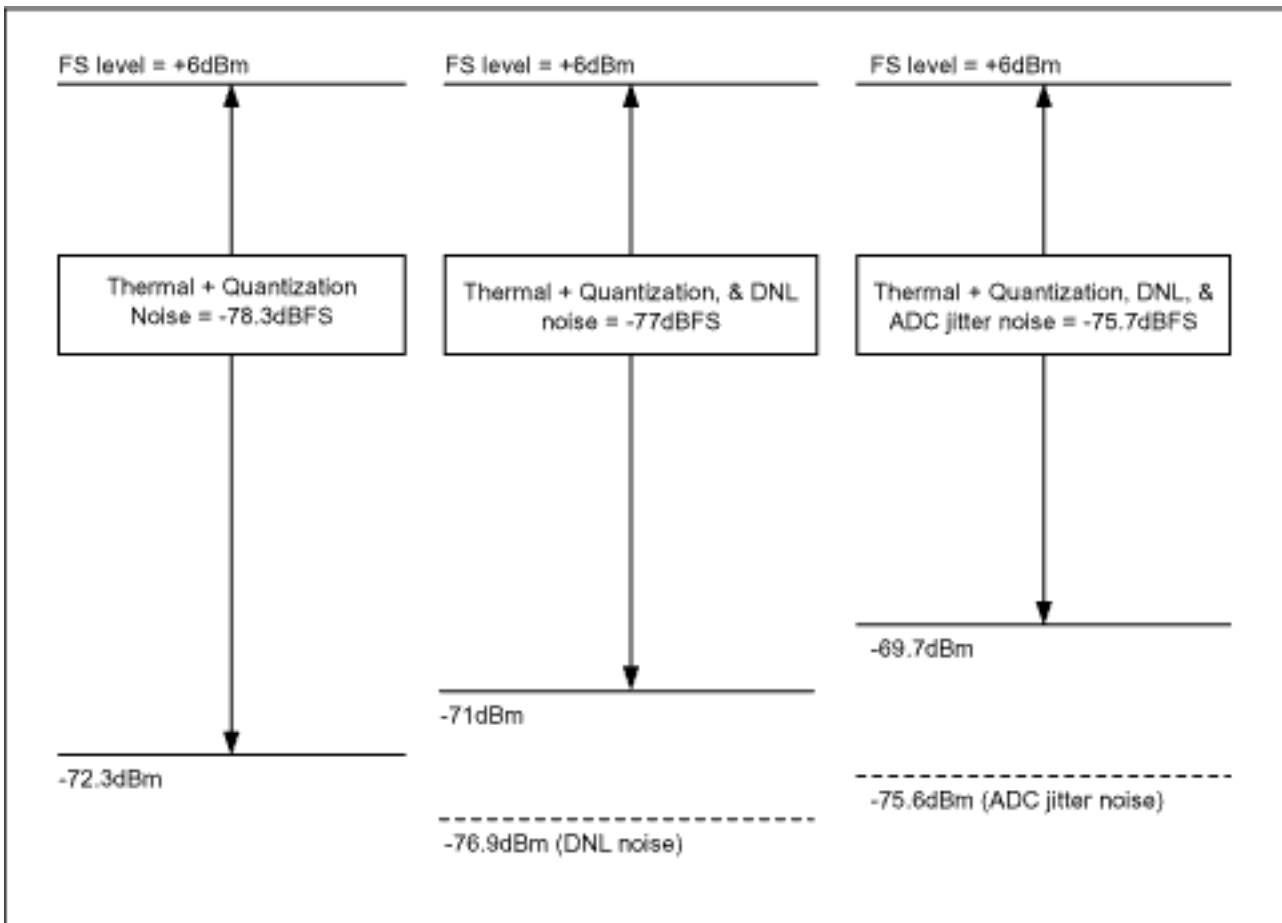 FS level = +6dBm
Thermal + Quantization
Noise = -78.3dBFS
-72.3dBm
FS level = +6dBm
Thermal + Quantization, & DNL
noise = -77dBFS
-71dBm
-76.9dBm (DNL noise)
FS level = +6dBm
Thermal + Quantization, DNL, &
ADC jitter noise = -75.7dBFS
-69.7dBm
-75.6dBm (ADC jitter noise)